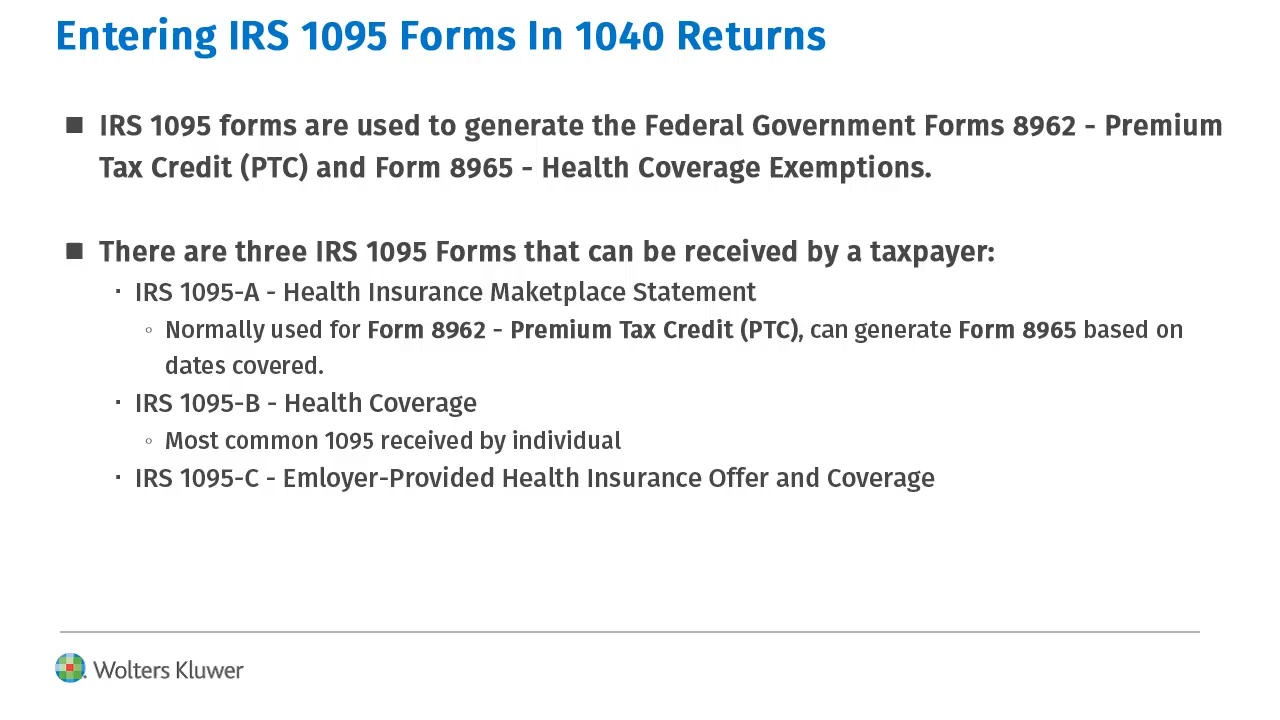 Entering IRS 1095 Forms In 1040 Returns
■ IRS 1095 forms are used to generate the Federal Government Forms 8962 - Premium
Tax Credit (PTC) and Form 8965 - Health Coverage Exemptions.
■ There are three IRS 1095 Forms that can be received by a taxpayer:
· IRS 1095-A - Health Insurance Maketplace Statement
◦ Normally used for Form 8962 - Premium Tax Credit (PTC), can generate Form 8965 based on
dates covered.
· IRS 1095-B - Health Coverage
◦ Most common 1095 received by individual
· IRS 1095-C - Emloyer-Provided Health Insurance Offer and Coverage
Wolters Kluwer